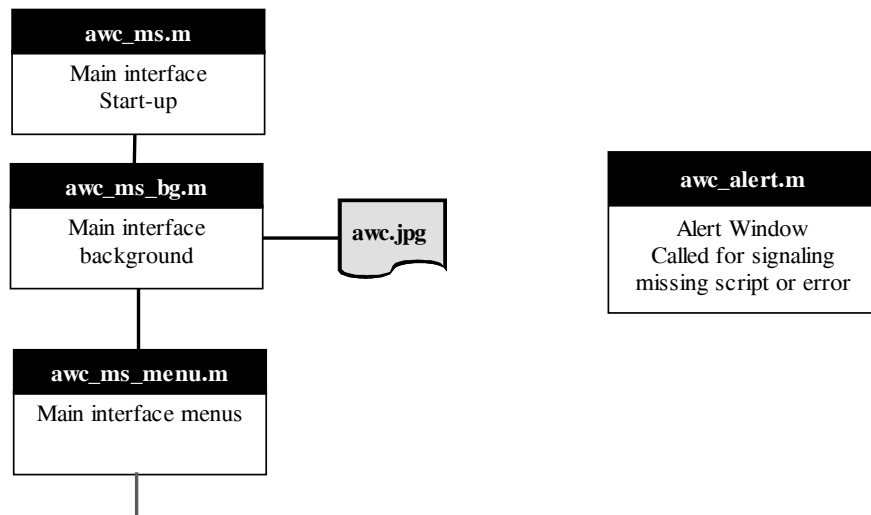 awc_ms.m
Main interface
Start-up
awc_ms_bg.m
Main interface
background
awc.jpg
awc_alert.m
Alert Window
Called for signaling
missing script or error
awc_ms_menu.m
Main interface menus